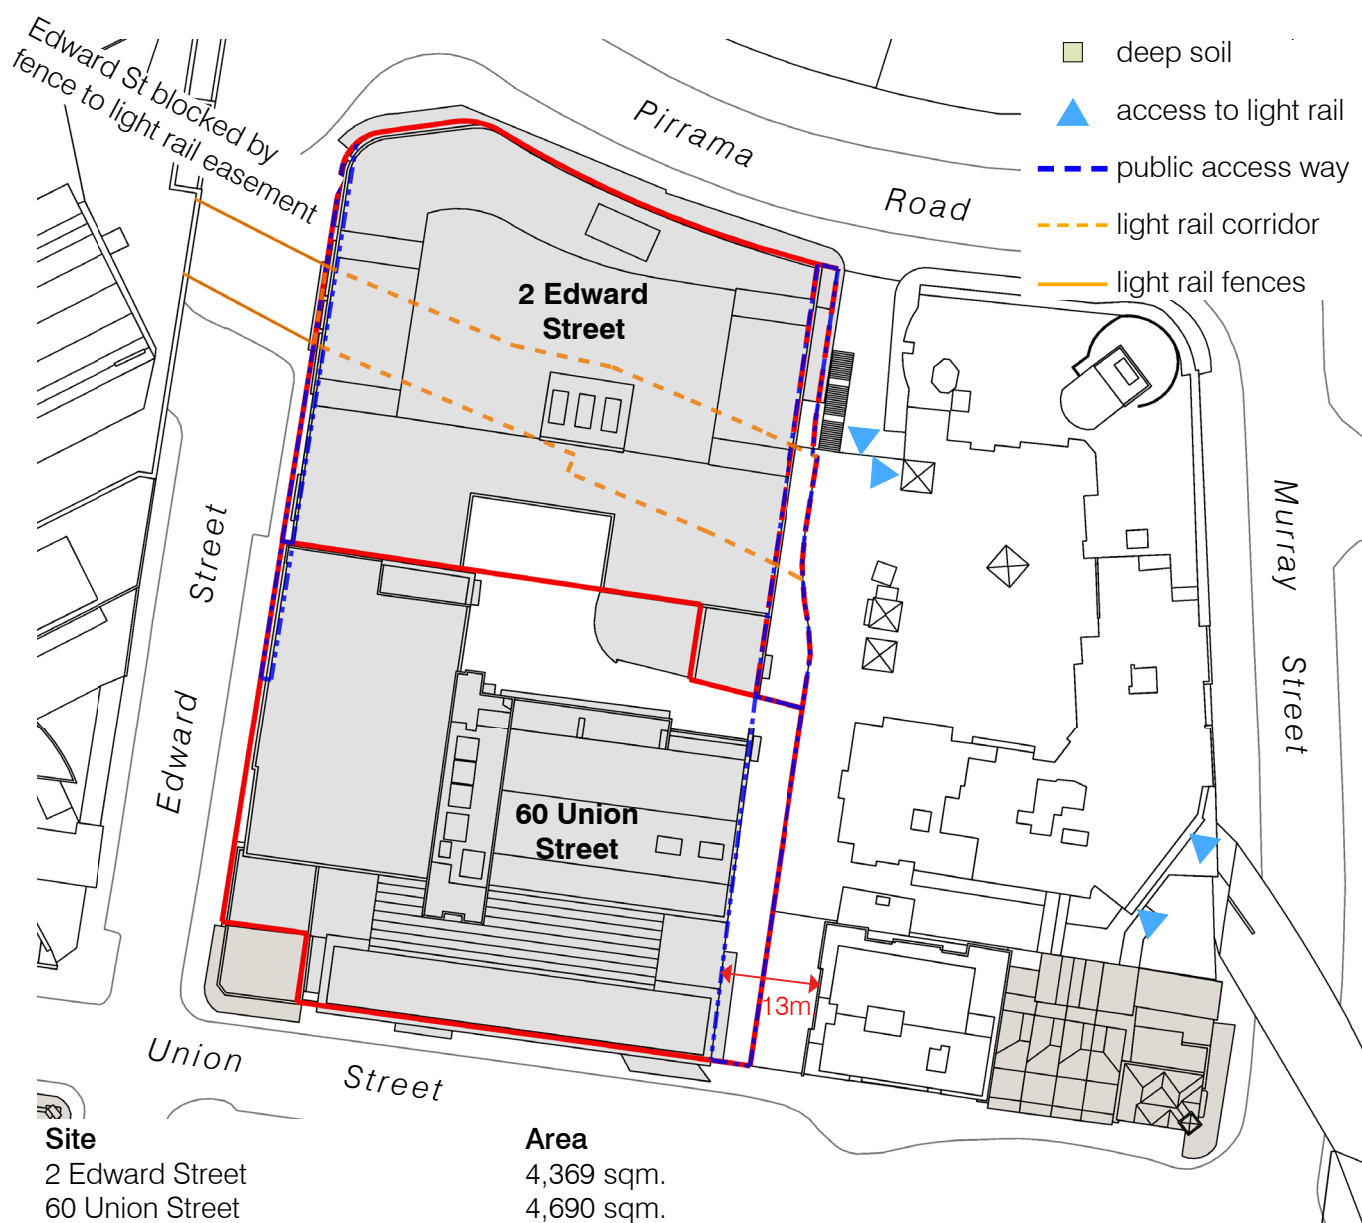 Edward St blocked by
fence to light rail easement
Pirrama
Road
deep soil
access to light rail
public access way
light rail corridor
light rail fences
2 Edward
Street
Murray
Street
Edward
Street
60 Union
Street
13m
Union
Street
Site Area
2 Edward Street 4,369 sqm.
60 Union Street 4,690 sqm.